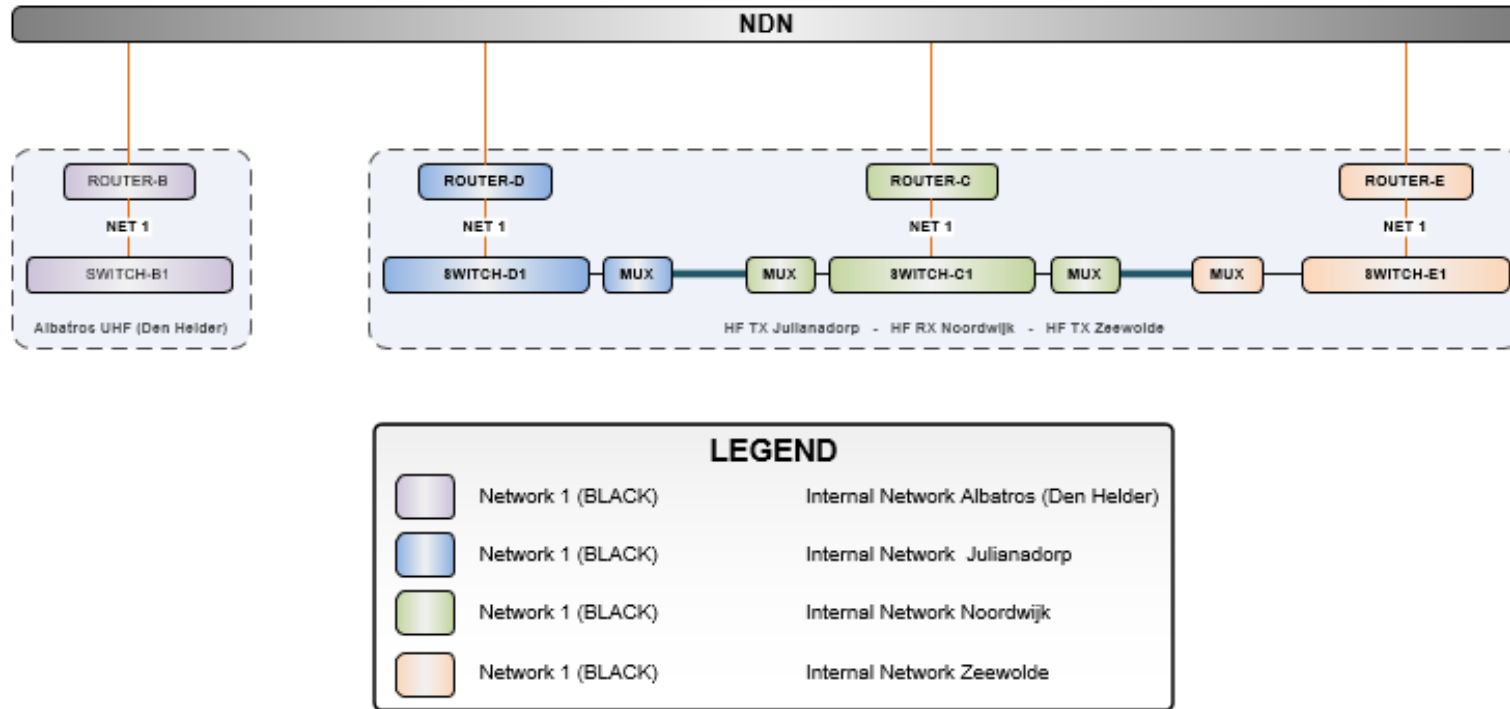 NDN
ROUTER-B
ROUTER-D
ROUTER-C
ROUTER-E
NET 1
NET 1
NET 1
NET 1
SWITCH-B1
SWITCH-D1
MUX
MUX
SWITCH-C1
MUX
MUX
SWITCH-E1
Albatros UHF (Den Helder)
HF TX Julianadorp - HF RX Noordwijk - HF TX Zeewolde
LEGEND
Network 1 (BLACK) Internal Network Albatros (Den Helder)
Network 1 (BLACK) Internal Network Julianadorp
Network 1 (BLACK) Internal Network Noordwijk
Network 1 (BLACK) Internal Network Zeewolde